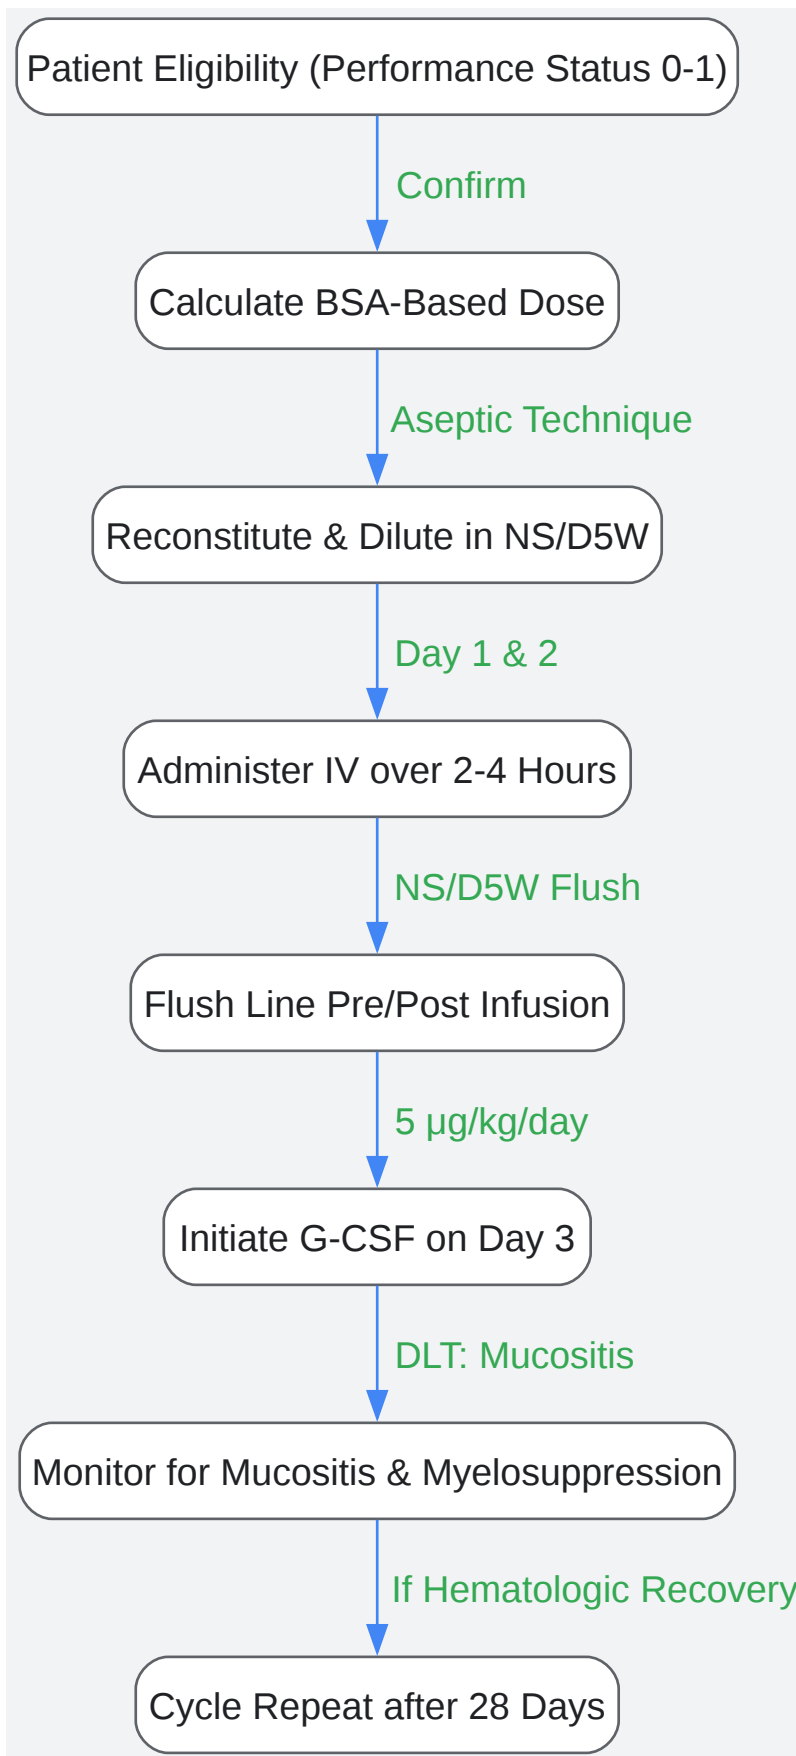 Patient Eligibility (Performance Status 0-1)
Confirm
Calculate BSA-Based Dose
Aseptic Technique
Reconstitute & Dilute in NS/D5W
Day 1 & 2
Administer IV over 2-4 Hours
NS/D5W Flush
Flush Line Pre/Post Infusion
5 μg/kg/day
Initiate G-CSF on Day 3
DLT: Mucositis
Monitor for Mucositis & Myelosuppression
If Hematologic Recovery
Cycle Repeat after 28 Days